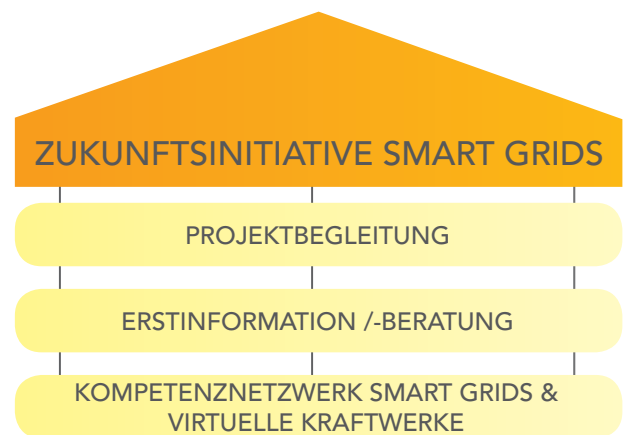 ZUKUNFTSINITIATIVE SMART GRIDS
PROJEKTBEGLEITUNG
ERSTINFORMATION /-BERATUNG
KOMPETENZNETZWERK SMART GRIDS &
VIRTUELLE KRAFTWERKE